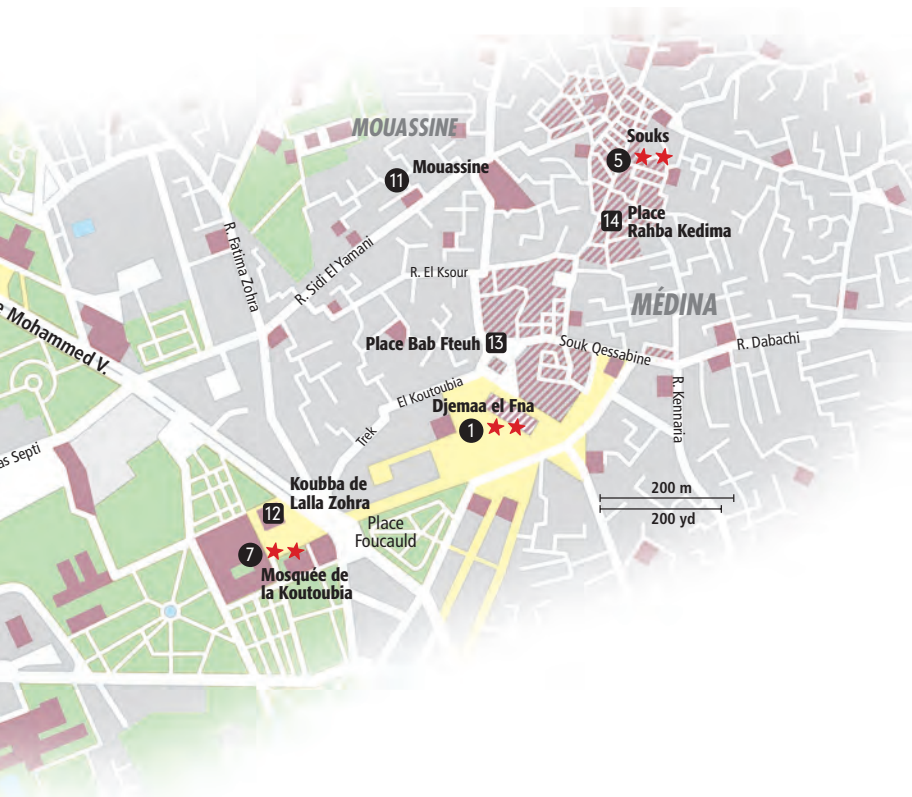 MOUASSINE
Souks
5
11
Mouassine
14
Place
Rahba Kedima
R. Fatima Zohra
R. Sidi El Yamani
R. El Ksour
MÉDINA
e Mohammed V.
Place Bab Fteuh
13
Souk Qessabine
R. Dabachi
El Koutoubia
Trek
R. Kennaria
Djemaa el Fna
1
as Septi
Koubba de
Lalla Zohra
12
200 m
200 yd
Place
Foucauld
7
Mosquée de
la Koutoubia